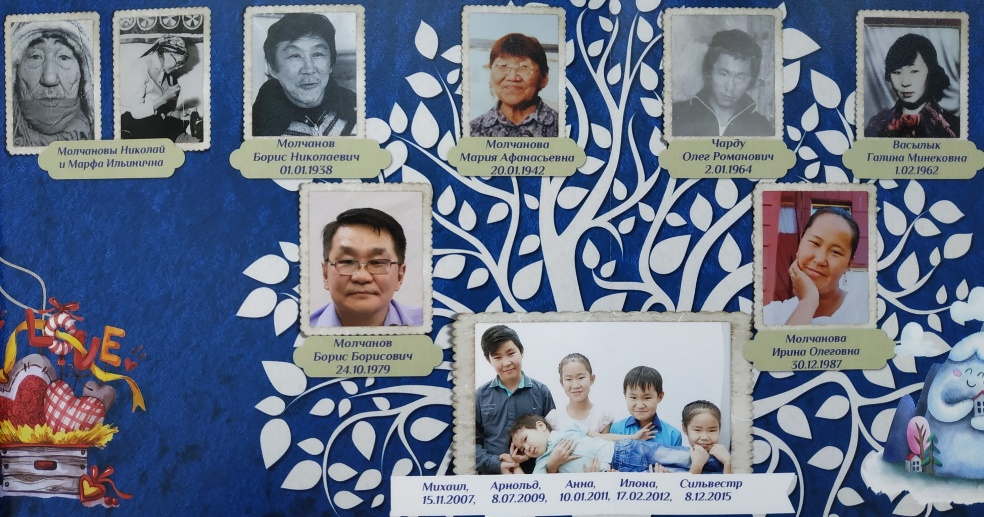 Молчановы Николай
и Марфа Ильинична
Молчанов
Борис Николаевич
01.01.1938
Молчанова
Мария Афанасьевна
20.01.1942
Чарду
Олег Романович
2.01.1964
Васылык
Галина Минековна
1.02.1962
Молчанов
Борис Борисович
24.10.1979
Молчанова
Ирина Олеговна
30.12.1987
LOVE
Михаил, Арнольд, Анна, Илона, Сильвестр
15.11.2007, 8.07.2009, 10.01.2011, 17.02.2012, 8.12.2015